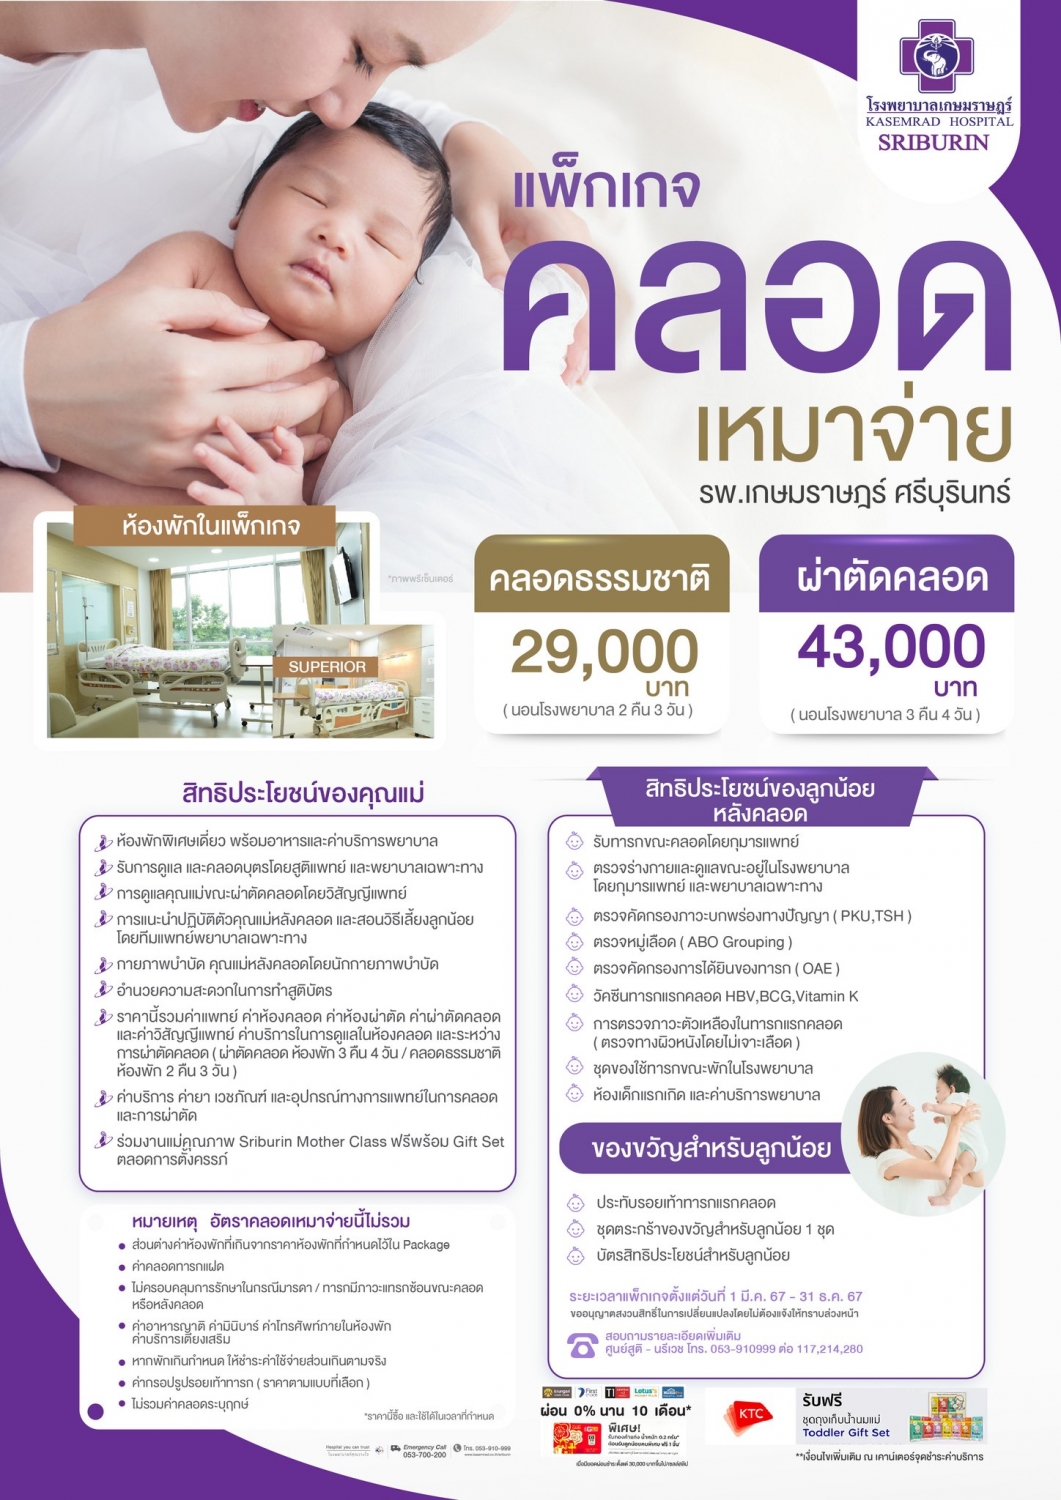 โรงพยาบาลเกษมราษฎร์
KASEMRAD HOSPITAL
SRIBURIN
แพ็กเกจ
คลอด
เหมาจ่าย
รพ.เกษมราษฎร์ ศรีบุรินทร์
ห้องพักในแพ็กเกจ
*ภาพพรีเซ็นเตอร์
SUPERIOR
คลอดธรรมชาติ
29,000
บาท
( นอนโรงพยาบาล 2 คืน 3 วัน )
ผ่าตัดคลอด
43,000
บาท
( นอนโรงพยาบาล 3 คืน 4 วัน )
สิทธิประโยชน์ของคุณแม่
ห้องพักพิเศษเดี่ยว พร้อมอาหารและค่าบริการพยาบาล
รับการดูแล และคลอดบุตรโดยสูติแพทย์ และพยาบาลเฉพาะทาง
การดูแลคุณแม่ขณะผ่าตัดคลอดโดยวิสัญญีแพทย์
การแนะนำปฏิบัติตัวคุณแม่หลังคลอด และสอนวิธีเลี้ยงลูกน้อย
โดยทีมแพทย์พยาบาลเฉพาะทาง
กายภาพบำบัด คุณแม่หลังคลอดโดยนักกายภาพบำบัด
อำนวยความสะดวกในการทำสูติบัตร
ราคานี้รวมค่าแพทย์ ค่าห้องคลอด ค่าห้องผ่าตัด ค่าผ่าตัดคลอด
และค่าวิสัญญีแพทย์ ค่าบริการในการดูแลในห้องคลอด และระหว่าง
การผ่าตัดคลอด ( ผ่าตัดคลอด ห้องพัก 3 คืน 4 วัน / คลอดธรรมชาติ
ห้องพัก 2 คืน 3 วัน )
ค่าบริการ ค่ายา เวชภัณฑ์ และอุปกรณ์ทางการแพทย์ในการคลอด
และการผ่าตัด
ร่วมงานแม่คุณภาพ Sriburin Mother Class ฟรีพร้อม Gift Set
ตลอดการตั้งครรภ์
หมายเหตุ อัตราคลอดเหมาจ่ายนี้ไม่รวม
ส่วนต่างค่าห้องพักที่เกินจากราคาห้องพักที่กำหนดไว้ใน Package
ค่าคลอดทารกแฝด
ไม่ครอบคลุมการรักษาในกรณีมารดา / ทารกมีภาวะแทรกซ้อนขณะคลอด
หรือหลังคลอด
ค่าอาหารญาติ ค่ามินิบาร์ ค่าโทรศัพท์ภายในห้องพัก
ค่าบริการเตียงเสริม
หากพักเกินกำหนด ให้ชำระค่าใช้จ่ายส่วนเกินตามจริง
ค่ากรอปรูปรอยเท้าทารก ( ราคาตามแบบที่เลือก )
ไม่รวมค่าคลอดระบุฤกษ์
*ราคานี้ซื้อ และใช้ได้ในเวลาที่กำหนด
Hospital you can trust
Emergency Call
053-700-200
โทร. 053-910-999
สิทธิประโยชน์ของลูกน้อย
หลังคลอด
รับทารกขณะคลอดโดยกุมารแพทย์
ตรวจร่างกายและดูแลขณะอยู่ในโรงพยาบาล
โดยกุมารแพทย์ และพยาบาลเฉพาะทาง
ตรวจคัดกรองภาวะบกพร่องทางปัญญา ( PKU,TSH )
ตรวจหมู่เลือด ( ABO Grouping )
ตรวจคัดกรองการได้ยินของทารก ( OAE )
วัคซีนทารกแรกคลอด HBV,BCG,Vitamin K
การตรวจภาวะตัวเหลืองในทารกแรกคลอด
( ตรวจทางผิวหนังโดยไม่เจาะเลือด )
ชุดของใช้ทารกขณะพักในโรงพยาบาล
ห้องเด็กแรกเกิด และค่าบริการพยาบาล
ของขวัญสำหรับลูกน้อย
ประทับรอยเท้าทารกแรกคลอด
ชุดตระกร้าของขวัญสำหรับลูกน้อย 1 ชุด
บัตรสิทธิประโยชน์สำหรับลูกน้อย
ระยะเวลาแพ็กเกจตั้งแต่วันที่ 1 มี.ค. 67 - 31 ธ.ค. 67
ขออนุญาตสงวนสิทธิ์ในการเปลี่ยนแปลงโดยไม่ต้องแจ้งให้ทราบล่วงหน้า
สอบถามรายละเอียดเพิ่มเติม
ศูนย์สูติ - นรีเวช โทร. 053-910999 ต่อ 117,214,280
Lotus's
ผ่อน 0% นาน 10 เดือน*
พิเศษ!
KTC
รับฟรี
ชุดถุงเก็บน้ำนมแม่
Toddler Gift Set
**เงื่อนไขเพิ่มเติม ณ เคาน์เตอร์จุดชำระค่าบริการ